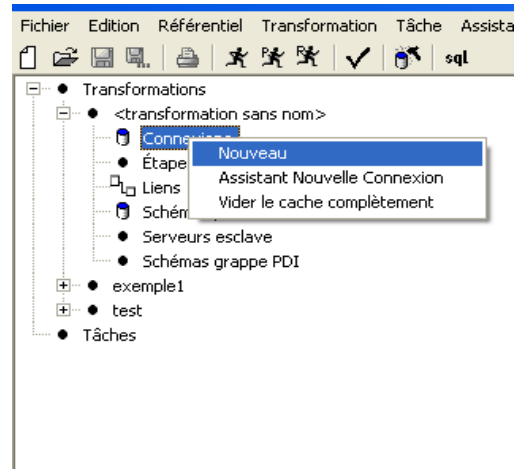 Fichier Edition Référentiel Transformation Tâche Assista
sql
Transformations
<transformation sans nom>
Connexions
Nouveau
Étape
Assistant Nouvelle Connexion
Liens
Vider le cache complètement
Schém
Serveurs esclave
Schémas grappe PDI
exemple1
test
Tâches